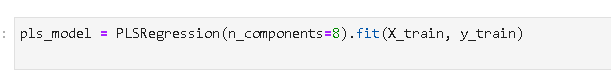 : pls_model = PLSRegression(n_components=8).fit(X_train, y_train)